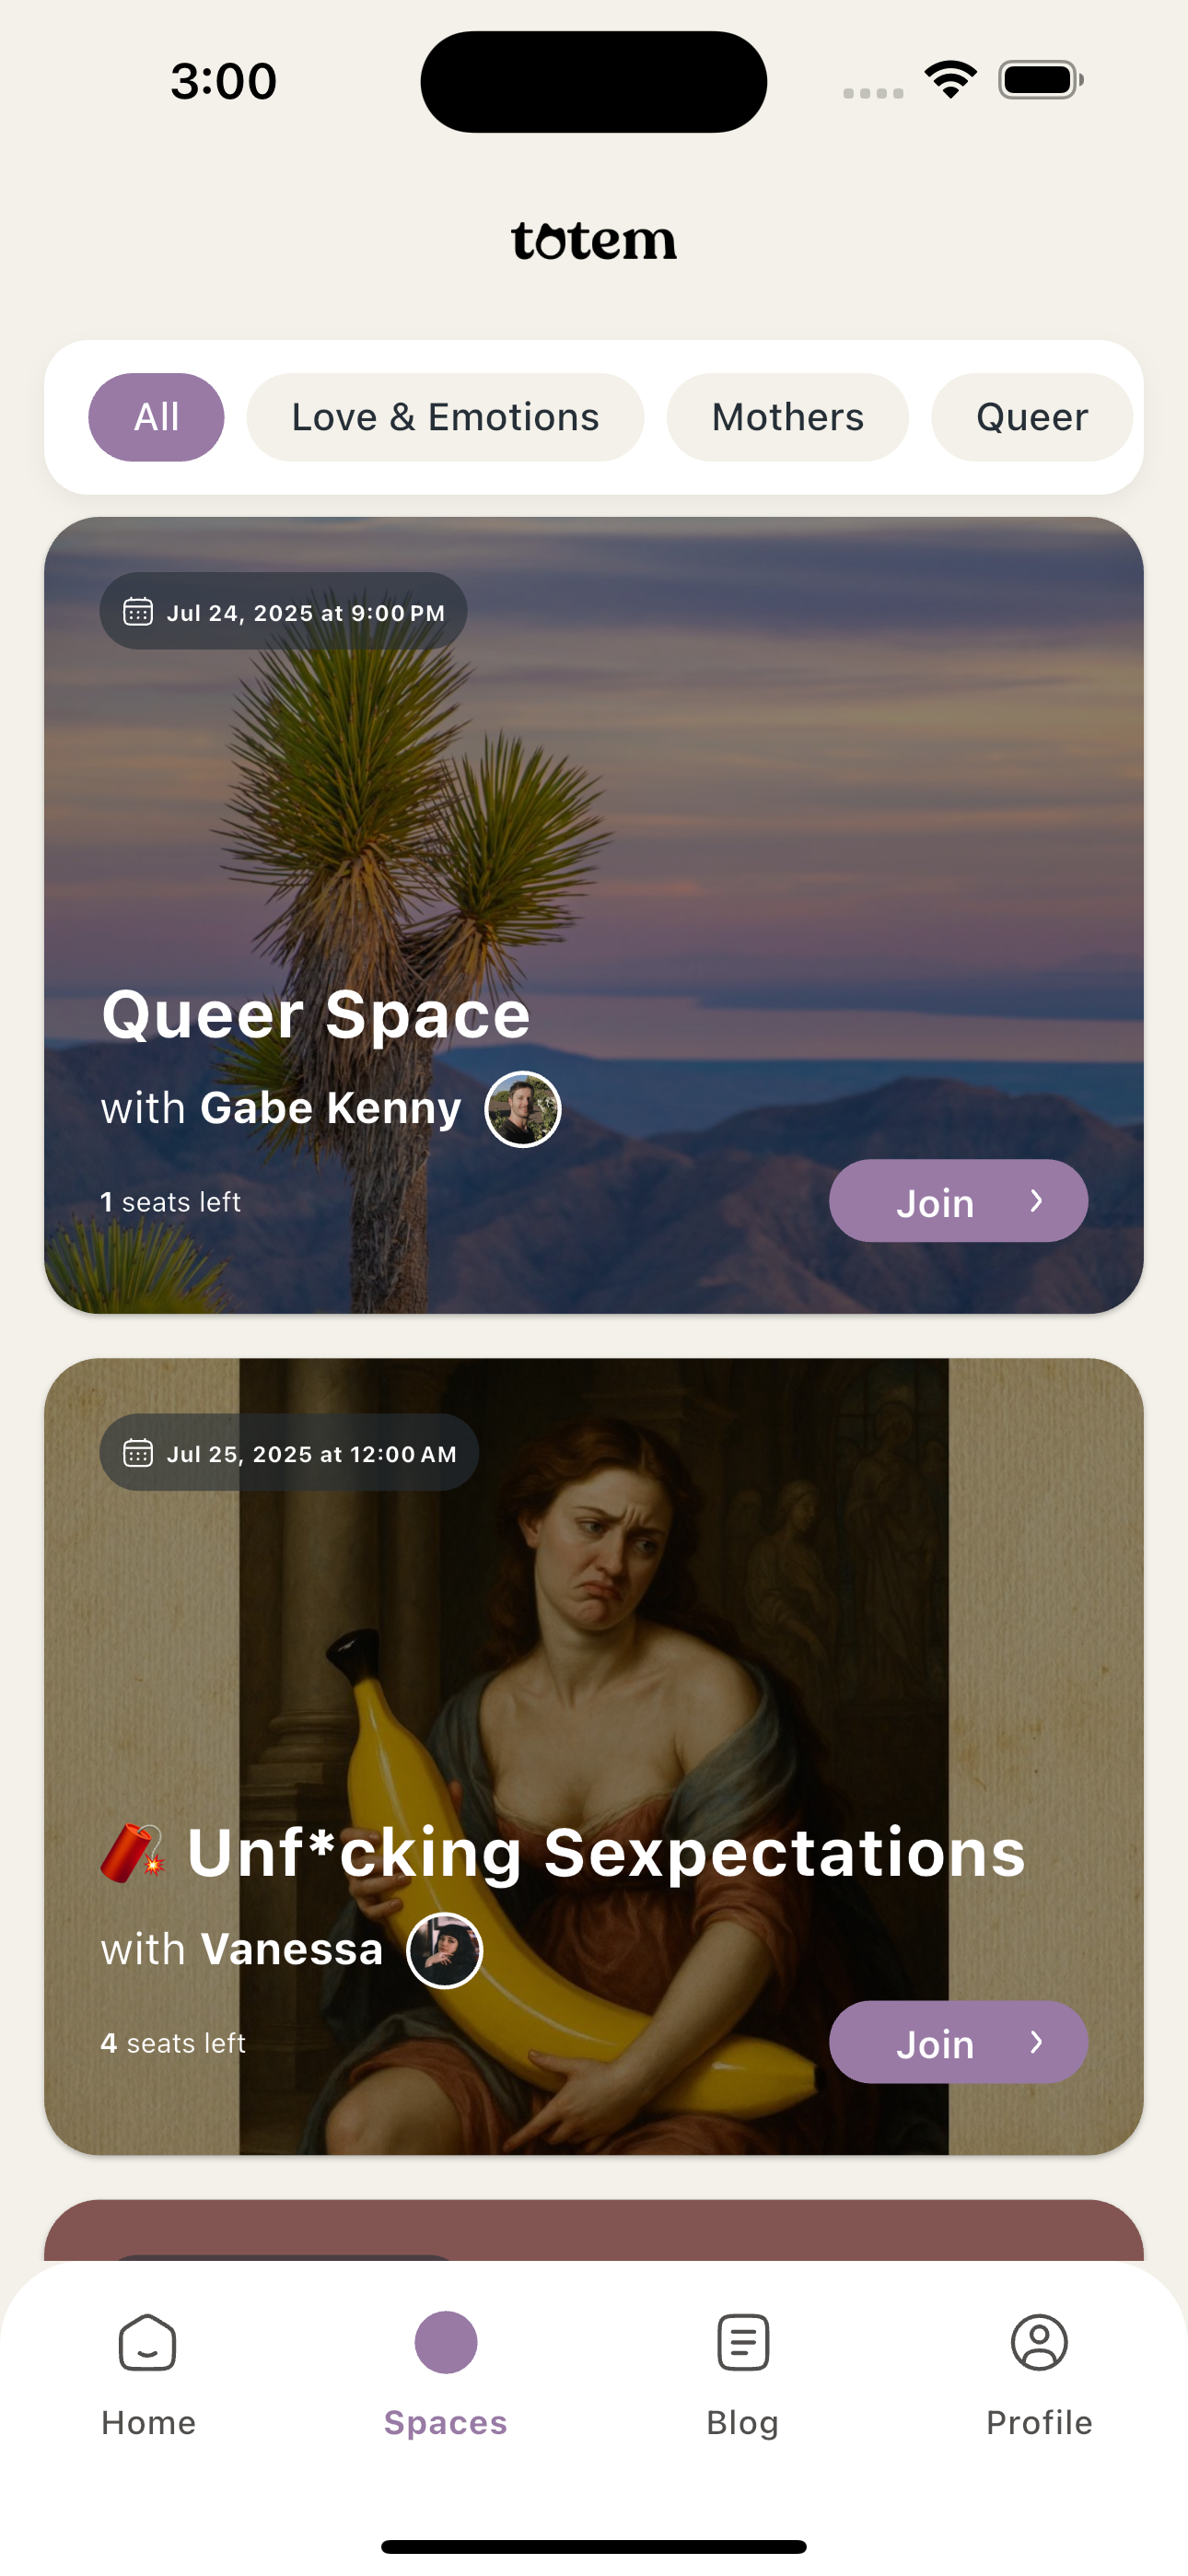 3:00
totem
All
Love & Emotions
Mothers
Queer
Jul 24, 2025 at 9:00 PM
Queer Space
with Gabe Kenny
1 seats left
Join
Jul 25, 2025 at 12:00 AM
🧨 Unf*cking Sexpectations
with Vanessa
4 seats left
Join
Home
Spaces
Blog
Profile